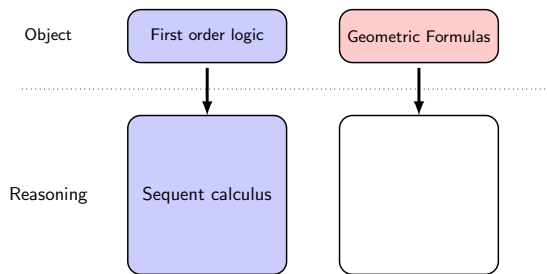 Object
First order logic
Geometric Formulas
Reasoning
Sequent calculus